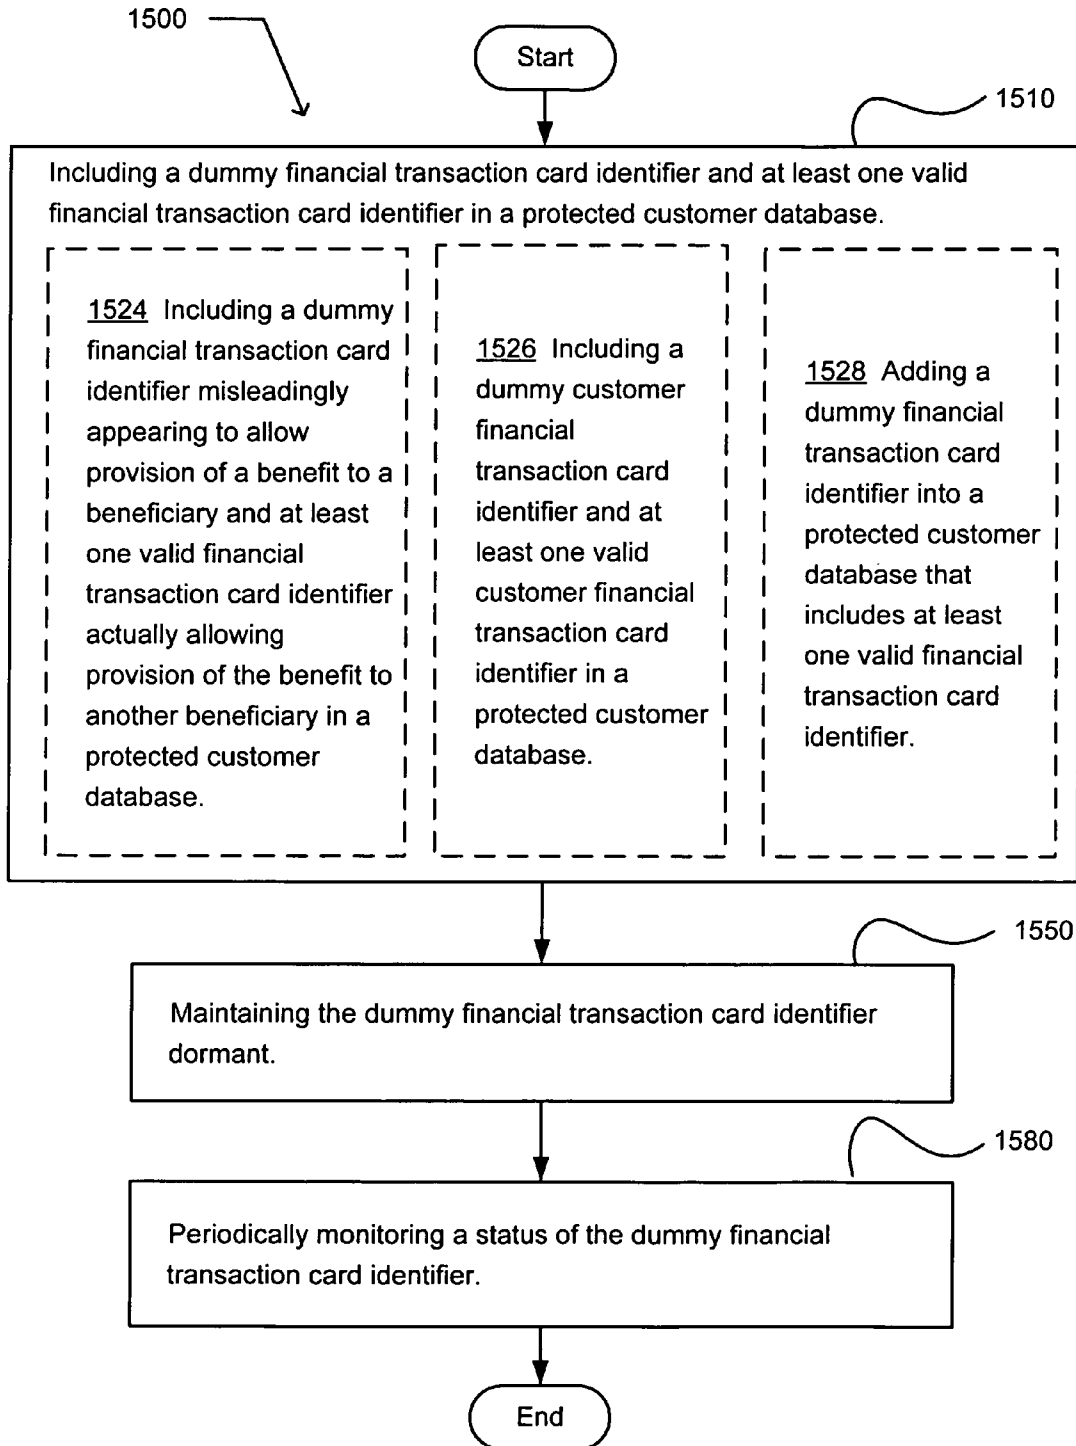 1500
Start
1510
Including a dummy financial transaction card identifier and at least one valid
financial transaction card identifier in a protected customer database.
1524 Including a dummy
financial transaction card
identifier misleadingly
appearing to allow
provision of a benefit to a
beneficiary and at least
one valid financial
transaction card identifier
actually allowing
provision of the benefit to
another beneficiary in a
protected customer
database.
1526 Including a
dummy customer
financial
transaction card
identifier and at
least one valid
customer financial
transaction card
identifier in a
protected customer
database.
1528 Adding a
dummy financial
transaction card
identifier into a
protected customer
database that
includes at least
one valid financial
transaction card
identifier.
1550
Maintaining the dummy financial transaction card identifier
dormant.
1580
Periodically monitoring a status of the dummy financial
transaction card identifier.
End